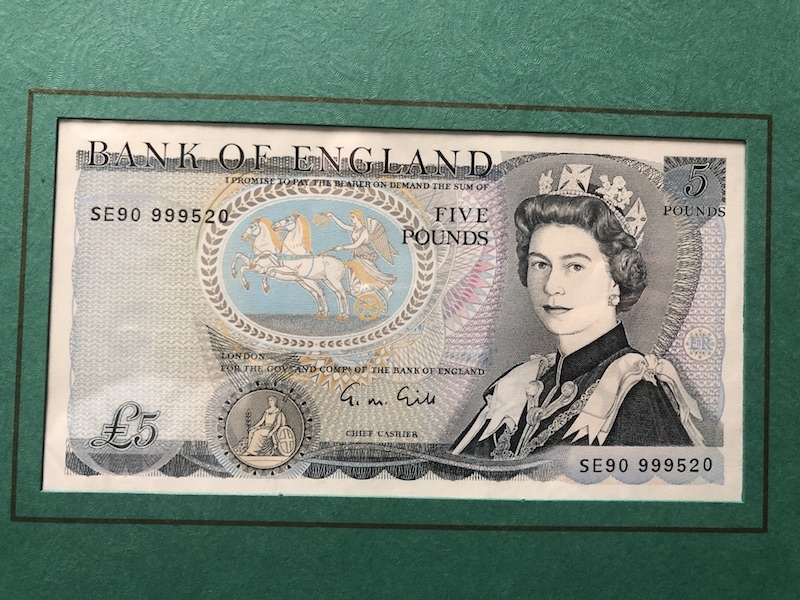 BANK OF ENGLAND
I PROMISE TO PAY THE BEARER ON DEMAND THE SUM OF
5
POUNDS
SE90 999520
FIVE
POUNDS
LONDON
FOR THE GOVR AND COMPA OF THE BANK OF ENGLAND
G. M. Gill
CHIEF CASHIER
£5
EIIR
SE90 999520